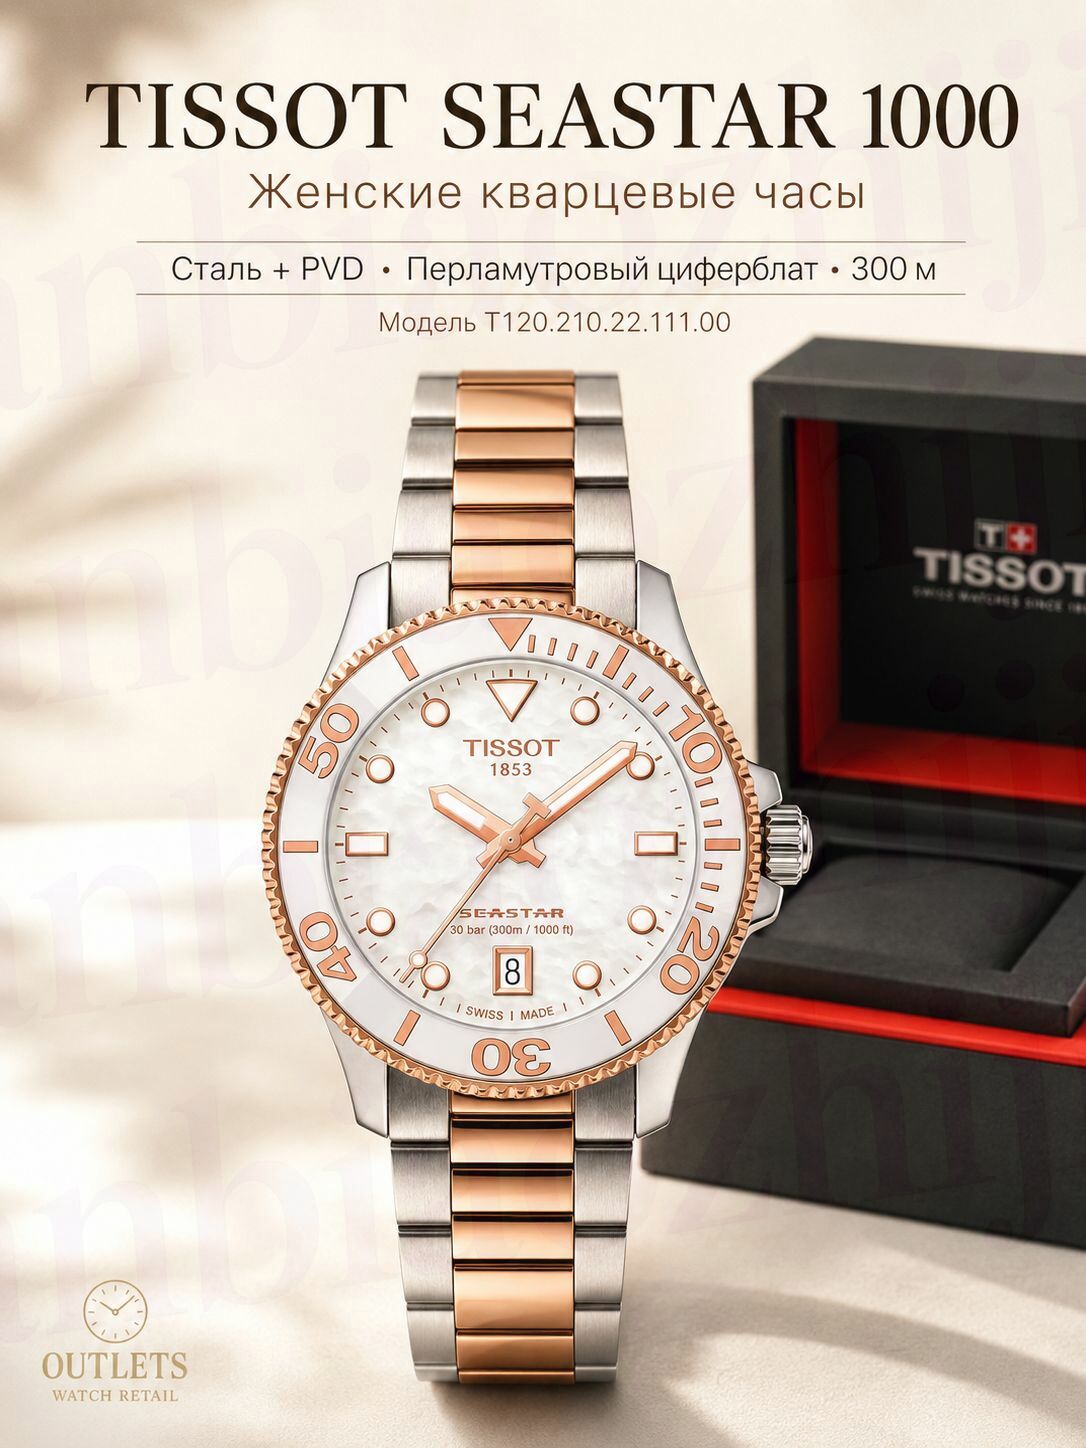 TISSOT SEASTAR 1000
Женские кварцевые часы
Сталь + PVD • Перламутровый циферблат • 300 м
Модель T120.210.22.111.00
T+
TISSOT
SWISS WATCHES SINCE
10
20
30
40
50
TISSOT
1853
SEASTAR
30 bar (300m / 1000 ft)
8
SWISS MADE
OUTLETS
WATCH RETAIL